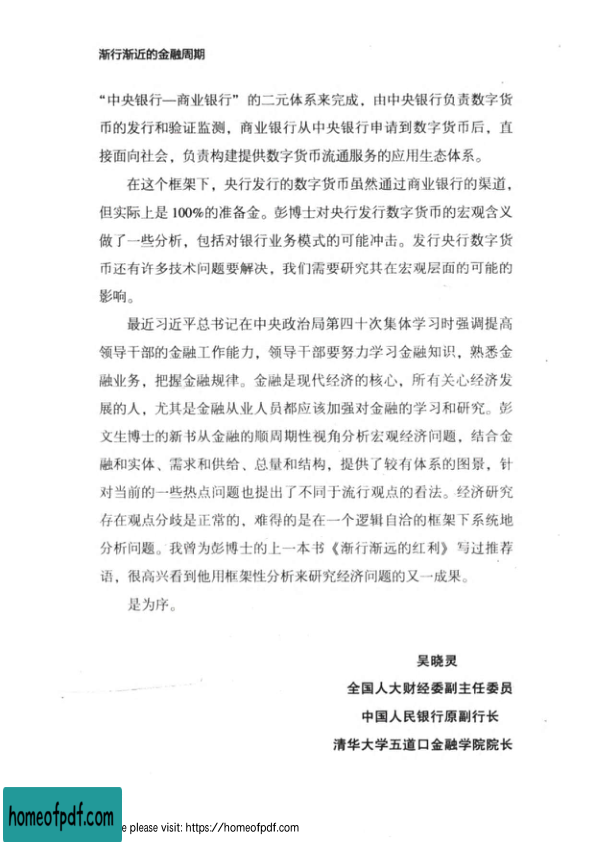 渐行渐近的金融周期
“中央银行—商业银行”的二元体系来完成，由中央银行负责数字货
币的发行和验证监测，商业银行从中央银行申请到数字货币后，直
接面向社会，负责构建提供数字货币流通服务的应用生态体系。
在这个框架下，央行发行的数字货币虽然通过商业银行的渠道，
但实际上是100%的准备金。彭博士对央行发行数字货币的宏观含义
做了一些分析，包括对银行业务模式的可能冲击。发行央行数字货
币还有许多技术问题要解决，我们需要研究其在宏观层面的可能的
影响。
最近习近平总书记在中央政治局第四十次集体学习时强调提高
领导干部的金融工作能力，领导干部要努力学习金融知识，熟悉金
融业务，把握金融规律。金融是现代经济的核心，所有关心经济发
展的人，尤其是金融从业人员都应该加强对金融的学习和研究。彭
文生博士的新书从金融的顺周期性视角分析宏观经济问题，结合金
融和实体、需求和供给、总量和结构，提供了较有体系的图景，针
对当前的一些热点问题也提出了不同于流行观点的看法。经济研究
存在观点分歧是正常的，难得的是在一个逻辑自洽的框架下系统地
分析问题。我曾为彭博士的上一本书《渐行渐远的红利》写过推荐
语，很高兴看到他用框架性分析来研究经济问题的又一成果。
是为序。
吴晓灵
全国人大财经委副主任委员
中国人民银行原副行长
清华大学五道口金融学院院长
homeofpdf.com
e please visit: https://homeofpdf.com